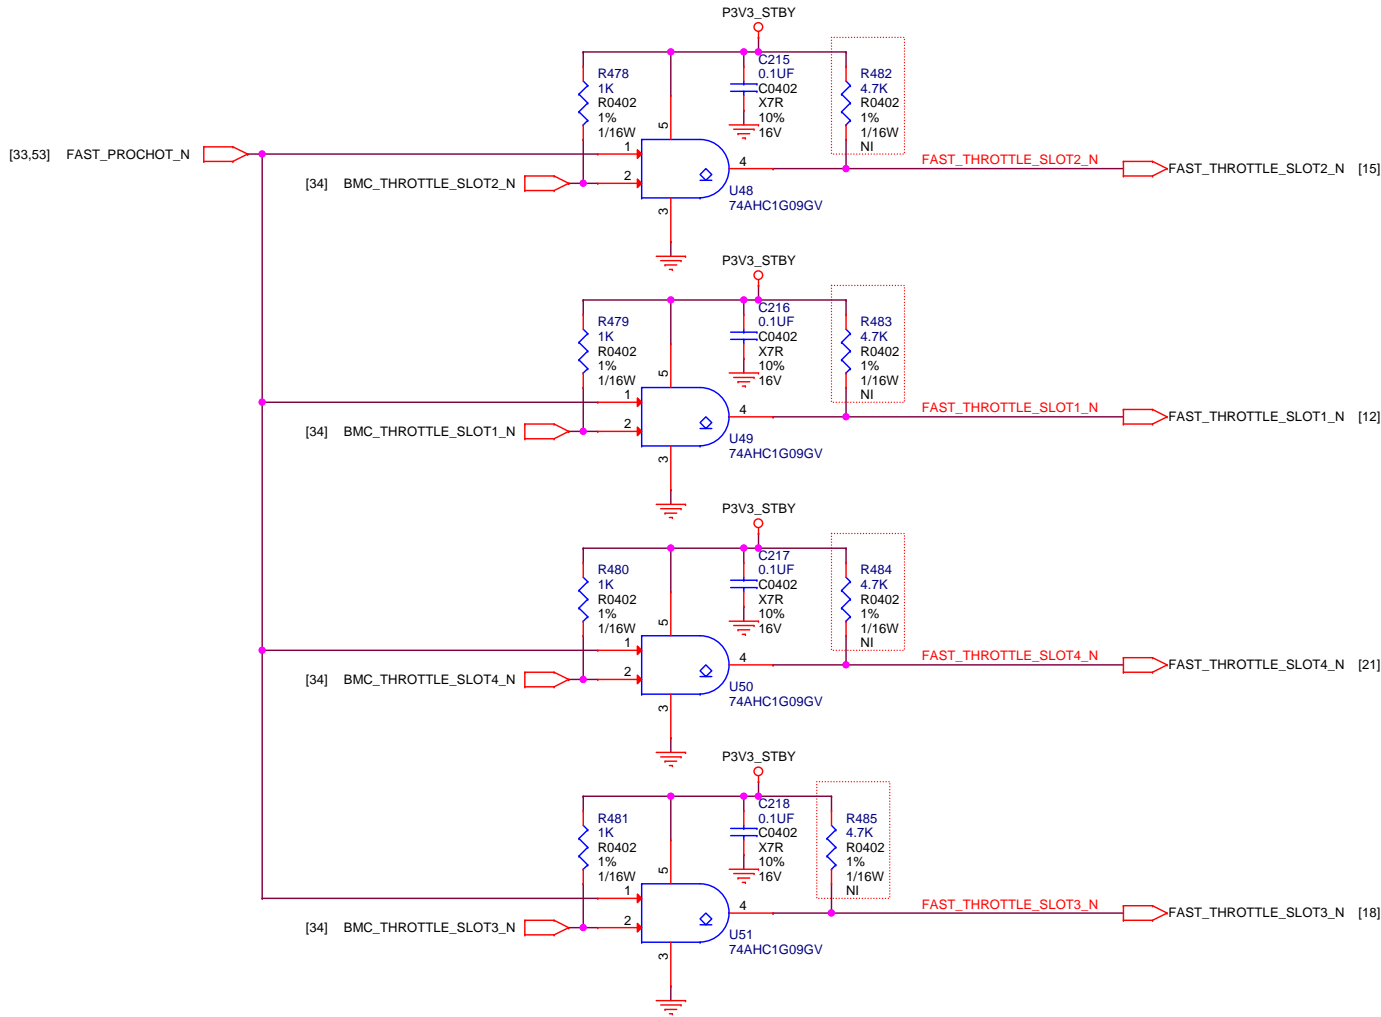 P3V3_STBY
R478
1K
R0402
1%
1/16W
C215
0.1UF
C0402
X7R
10%
16V
R482
4.7K
R0402
1%
1/16W
NI
5
[33,53] FAST_PROCHOT_N
1
[34] BMC_THROTTLE_SLOT2_N
2
4
3
U48
74AHC1G09GV
FAST_THROTTLE_SLOT2_N
FAST_THROTTLE_SLOT2_N [15]
P3V3_STBY
R479
1K
R0402
1%
1/16W
C216
0.1UF
C0402
X7R
10%
16V
R483
4.7K
R0402
1%
1/16W
NI
5
1
[34] BMC_THROTTLE_SLOT1_N
2
4
3
U49
74AHC1G09GV
FAST_THROTTLE_SLOT1_N
FAST_THROTTLE_SLOT1_N [12]
P3V3_STBY
R480
1K
R0402
1%
1/16W
C217
0.1UF
C0402
X7R
10%
16V
R484
4.7K
R0402
1%
1/16W
NI
5
1
[34] BMC_THROTTLE_SLOT4_N
2
4
3
U50
74AHC1G09GV
FAST_THROTTLE_SLOT4_N
FAST_THROTTLE_SLOT4_N [21]
P3V3_STBY
R481
1K
R0402
1%
1/16W
C218
0.1UF
C0402
X7R
10%
16V
R485
4.7K
R0402
1%
1/16W
NI
5
1
[34] BMC_THROTTLE_SLOT3_N
2
4
3
U51
74AHC1G09GV
FAST_THROTTLE_SLOT3_N
FAST_THROTTLE_SLOT3_N [18]